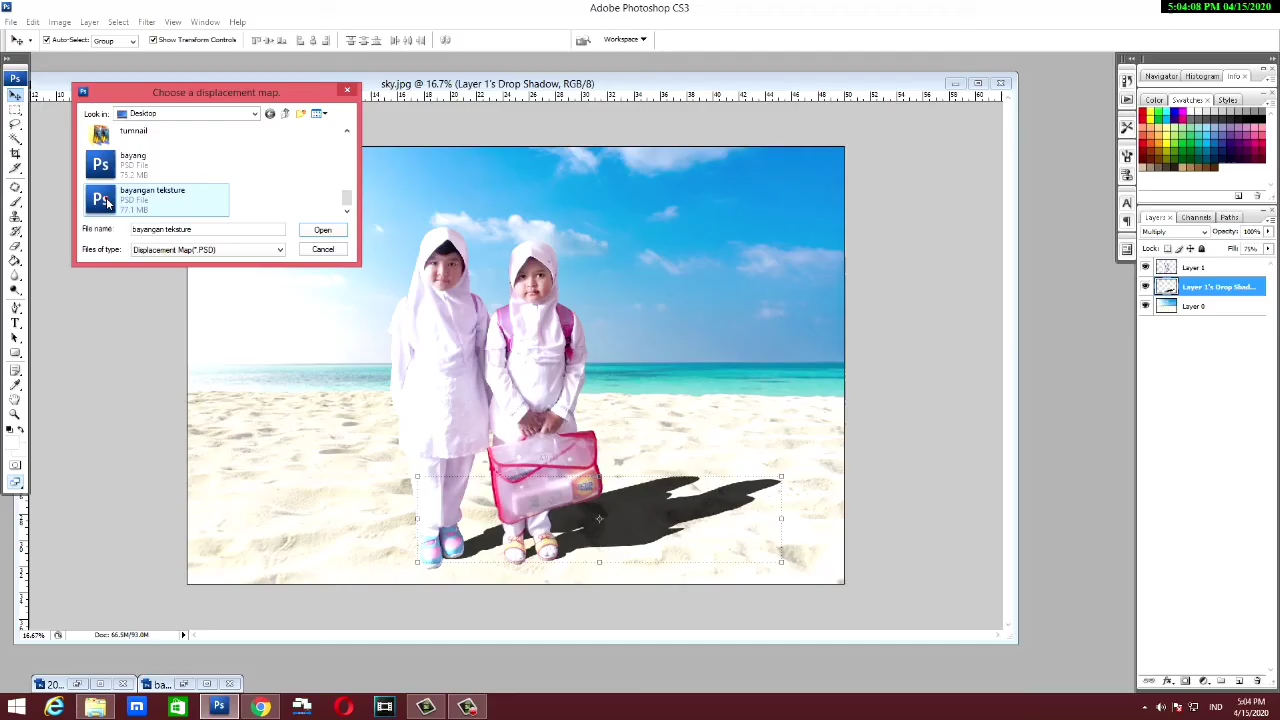 Adobe Photoshop CS3
5:04:08 PM 04/15/2020
File Edit Image Layer Select Filter View Window Help
Auto-Select: Group Show Transform Controls
Workspace
sky.jpg @ 16.7% (Layer 1's Drop Shadow, RGB/8)
Choose a displacement map.
Look in: Desktop
tumnail
bayang
PSD File
75.2 MB
bayangan teksture
PSD File
77.1 MB
File name: bayangan teksture Open
Files of type: Displacement Map(*.PSD) Cancel
Navigator Histogram Info
Color Swatches Styles
Layers Channels Paths
Multiply Opacity: 100%
Lock: Fill: 75%
Layer 1
Layer 1's Drop Shad...
Layer 0
16.67% Doc: 66.5M/93.0M
20... ba...
IND
5:04 PM
4/15/2020